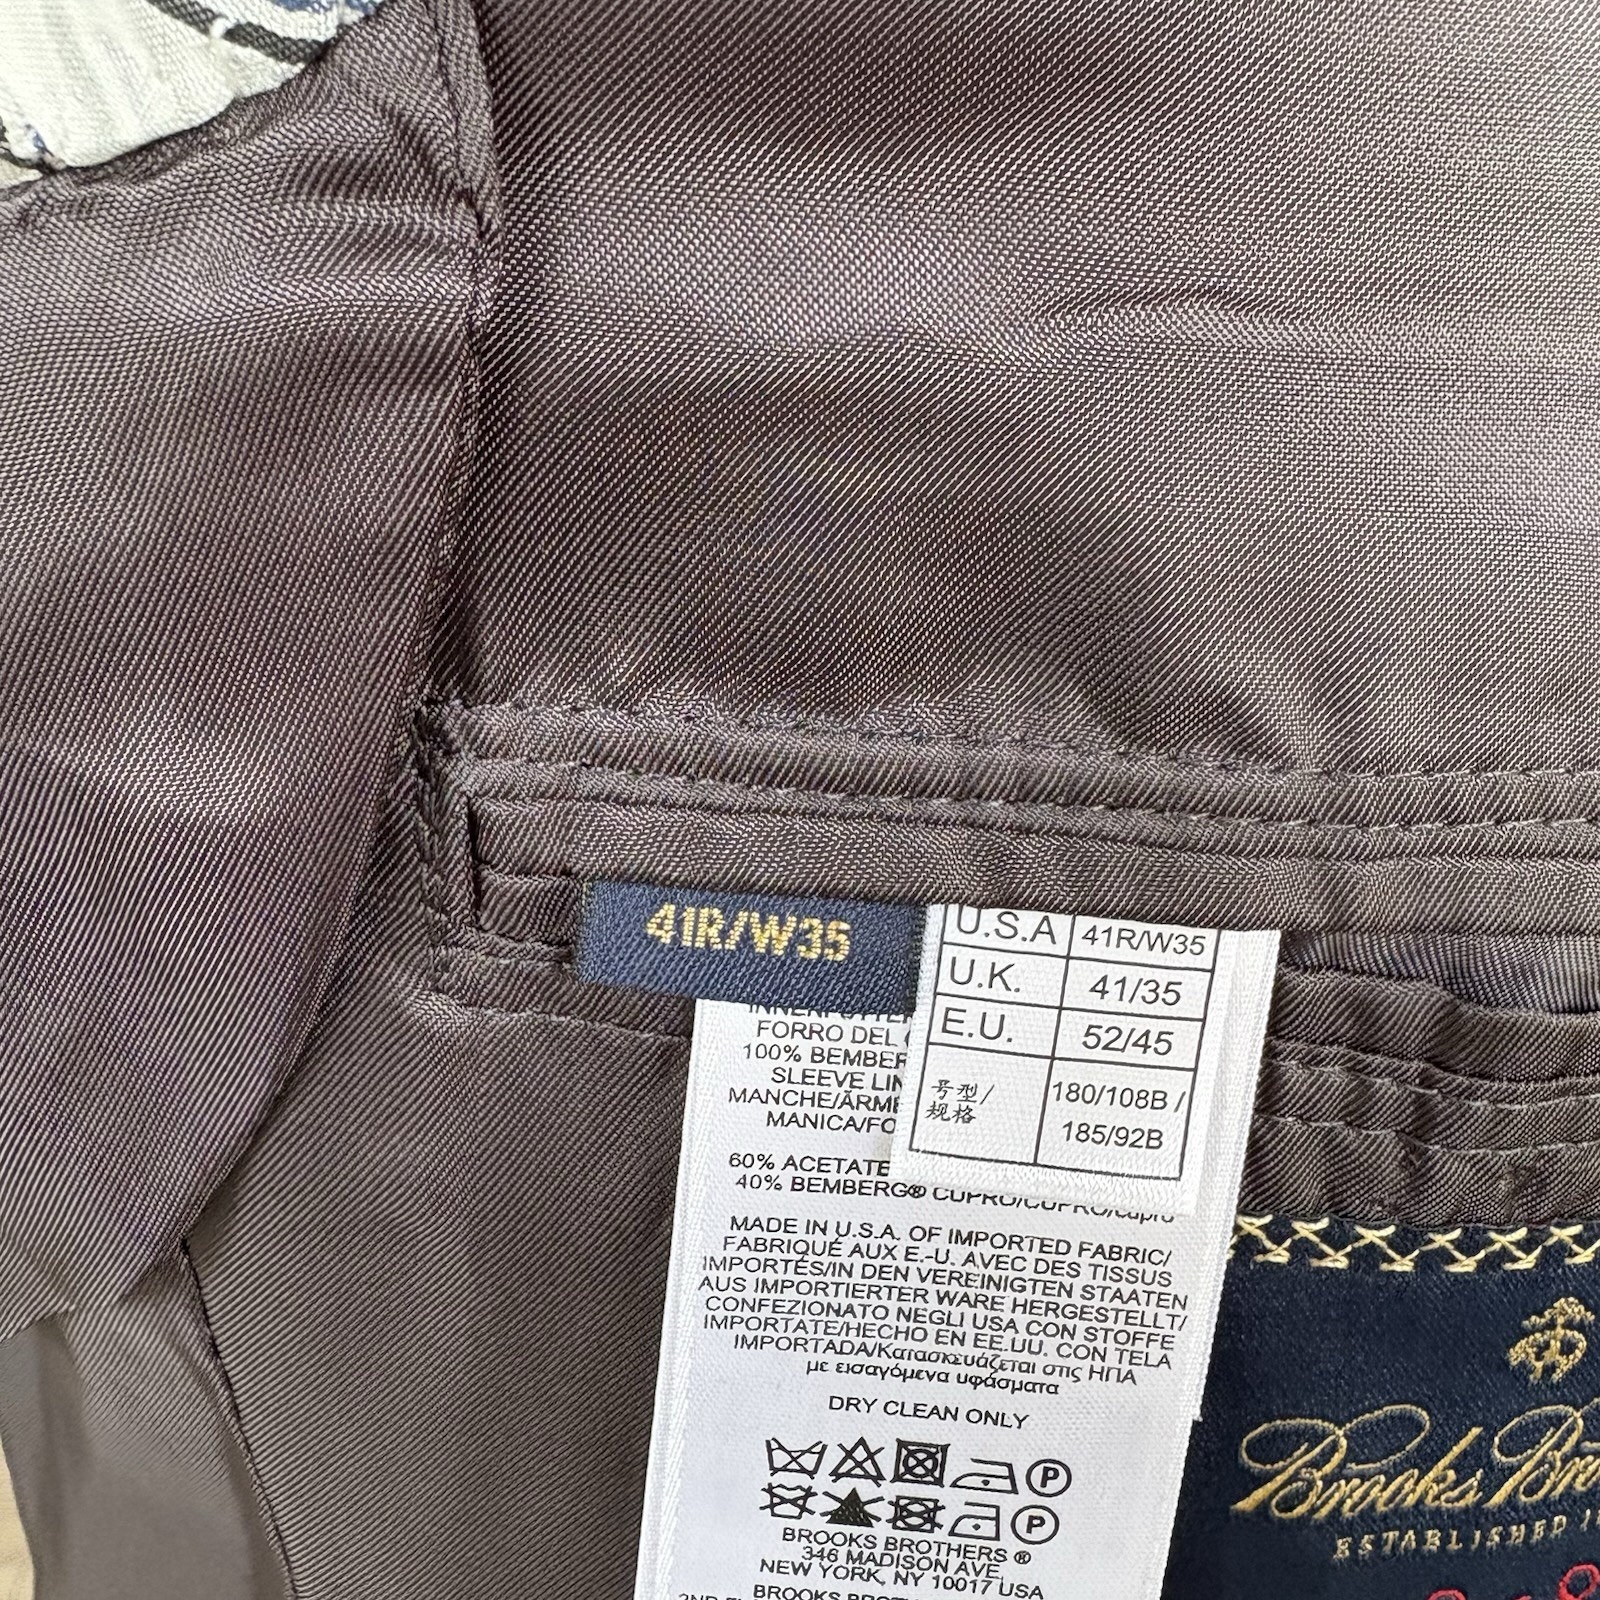 41R/W35
U.S.A 41R/W35
U.K. 41/35
E.U. 52/45
号型/ 180/108B /
规格 185/92B
FORRO DEL
100% BEMBER
SLEEVE LIN
MANCHE/ÄRME
MANICA/FO
60% ACETATE
40% BEMBERG® CUPRO/CUPRO/cupro
MADE IN U.S.A. OF IMPORTED FABRIC/
FABRIQUÉ AUX E.-U. AVEC DES TISSUS
IMPORTÉS/IN DEN VEREINIGTEN STAATEN
AUS IMPORTIERTER WARE HERGESTELLT/
CONFEZIONATO NEGLI USA CON STOFFE
IMPORTATE/HECHO EN EE.UU. CON TELA
IMPORTADA/Κατασκευάζεται στις ΗΠΑ
με εισαγόμενα υφάσματα
DRY CLEAN ONLY
P
P
BROOKS BROTHERS ®
346 MADISON AVE.
NEW YORK, NY 10017 USA
BROOKS BRO
Brooks Bro
ESTABLISHED